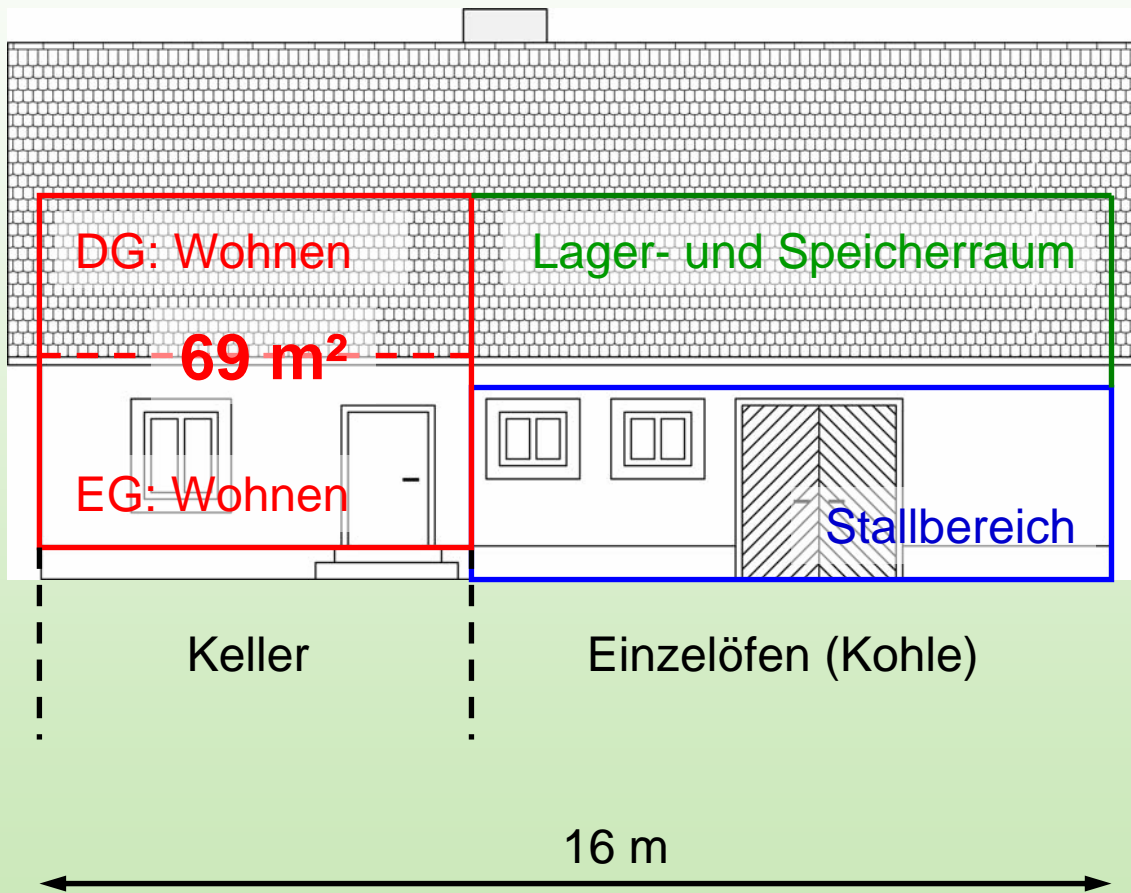 DG: Wohnen
Lager- und Speicherraum
69 m²
EG: Wohnen
Stallbereich
Keller
Einzelöfen (Kohle)
16 m